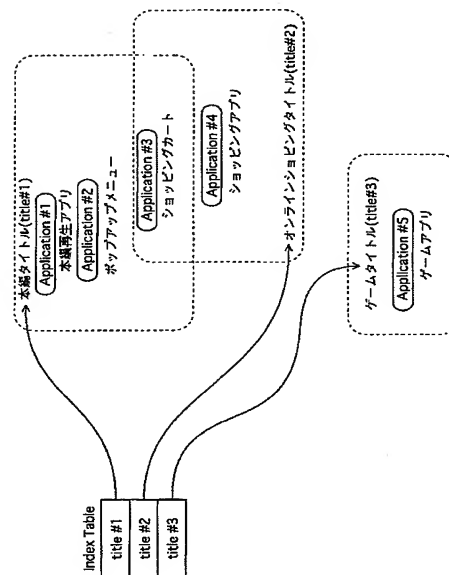 Index Table
title #1
title #2
title #3
本編タイトル(title#1)
Application #1
本編再生アプリ
Application #2
ポップアップメニュー
Application #3
ショッピングカート
Application #4
ショッピングアプリ
オンラインショッピングタイトル(title#2)
ゲームタイトル(title#3)
Application #5
ゲームアプリ